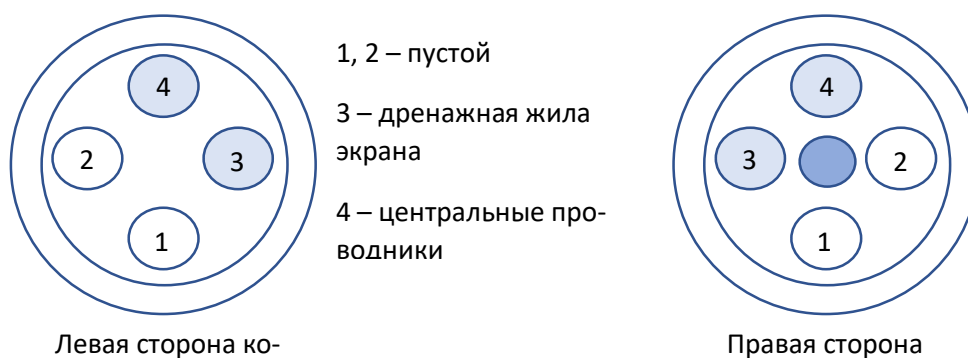 4
2
3
1
1, 2 – пустой
3 – дренажная жила
экрана
4 – центральные про-
водники
4
3
2
1
Левая сторона ко-
Правая сторона